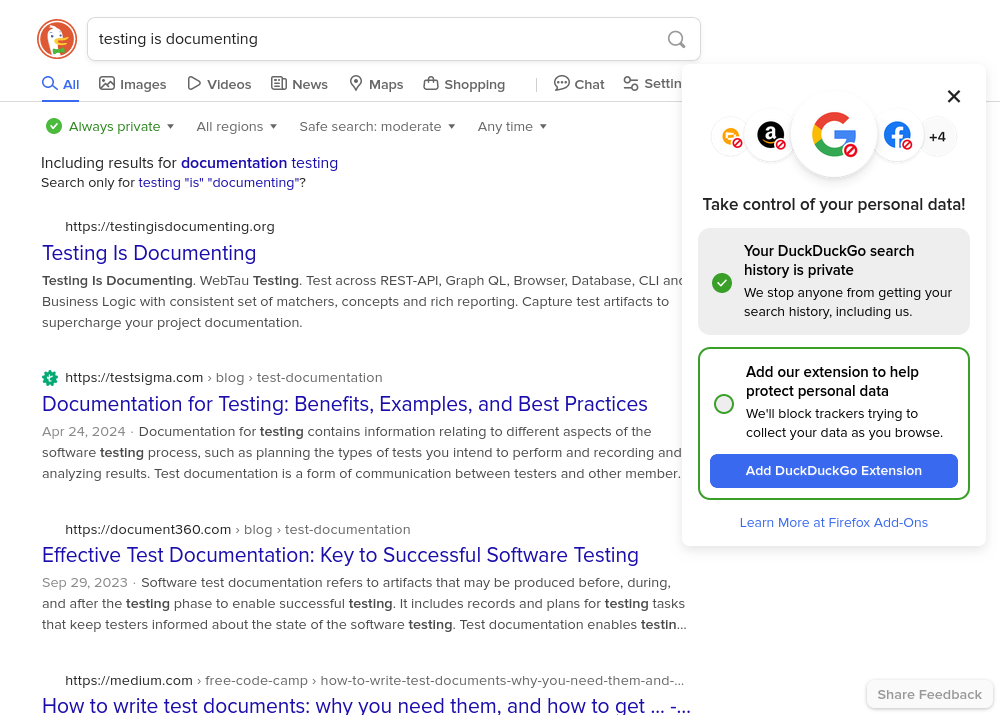 testing is documenting
All
Images
Videos
News
Maps
Shopping
Chat
Settin
Always private
All regions
Safe search: moderate
Any time
Including results for documentation testing
Search only for testing "is" "documenting"?
https://testingisdocumenting.org
Testing Is Documenting
Testing Is Documenting. WebTau Testing. Test across REST-API, Graph QL, Browser, Database, CLI and
Business Logic with consistent set of matchers, concepts and rich reporting. Capture test artifacts to
supercharge your project documentation.
https://testsigma.com › blog › test-documentation
Documentation for Testing: Benefits, Examples, and Best Practices
Apr 24, 2024 · Documentation for testing contains information relating to different aspects of the
software testing process, such as planning the types of tests you intend to perform and recording and
analyzing results. Test documentation is a form of communication between testers and other member.
https://document360.com › blog › test-documentation
Effective Test Documentation: Key to Successful Software Testing
Sep 29, 2023 · Software test documentation refers to artifacts that may be produced before, during,
and after the testing phase to enable successful testing. It includes records and plans for testing tasks
that keep testers informed about the state of the software testing. Test documentation enables testin...
https://medium.com › free-code-camp › how-to-write-test-documents-why-you-need-them-and-...
How to write test documents: why you need them, and how to get ... -...
+4
Take control of your personal data!
Your DuckDuckGo search
history is private
We stop anyone from getting your
search history, including us.
Add our extension to help
protect personal data
We'll block trackers trying to
collect your data as you browse.
Add DuckDuckGo Extension
Learn More at Firefox Add-Ons
Share Feedback